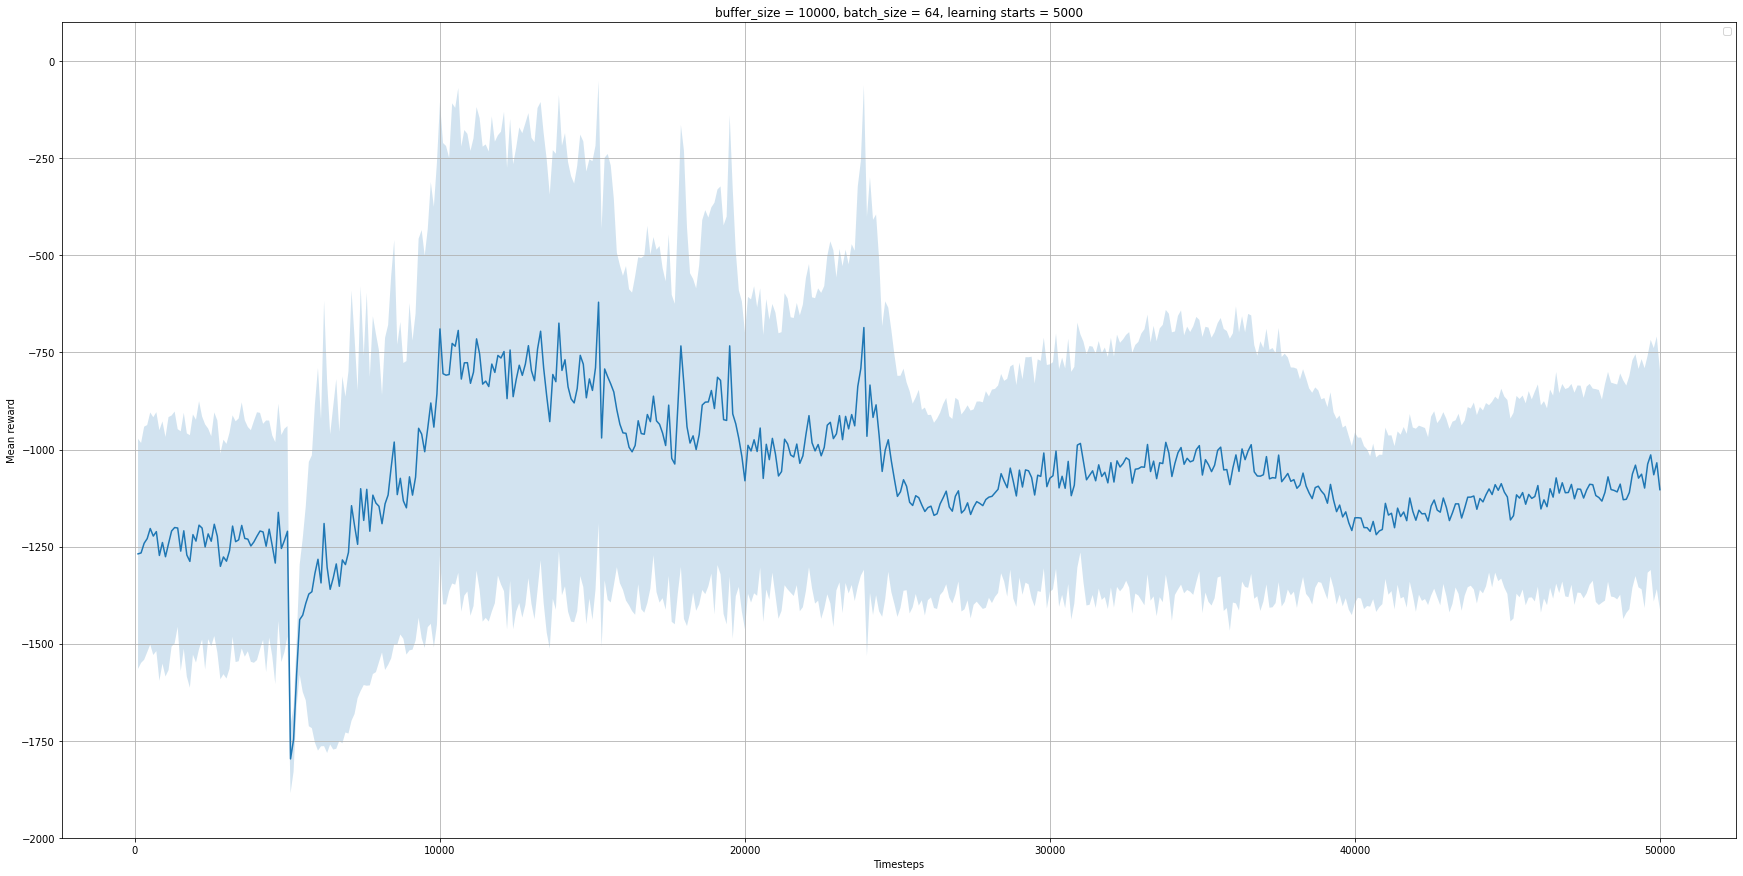 buffer_size = 10000, batch_size = 64, learning starts = 5000
0
−250
−500
−750
−1000
−1250
−1500
−1750
−2000
Mean reward
0 10000 20000 30000 40000 50000
Timesteps